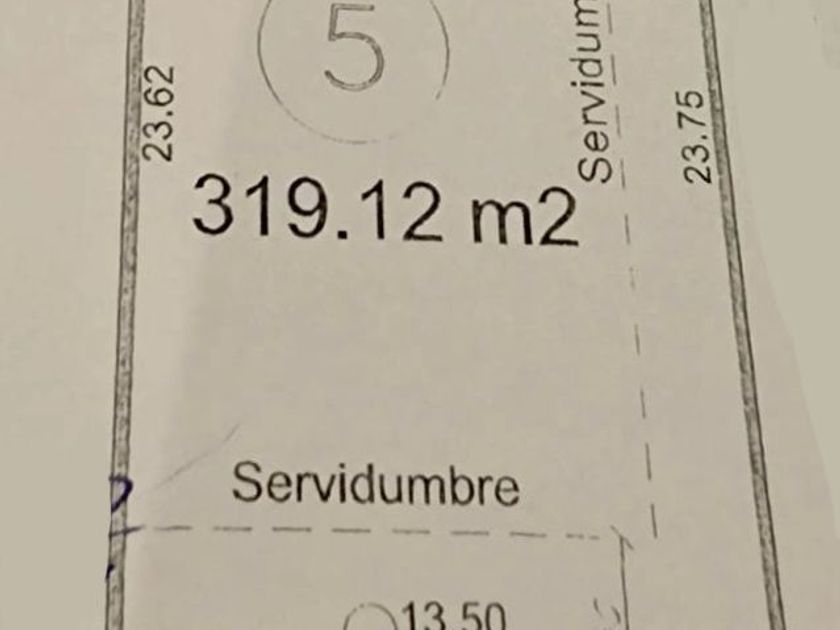 5
Servidum
23.62
23.75
319.12 m2
Servidumbre
13.50